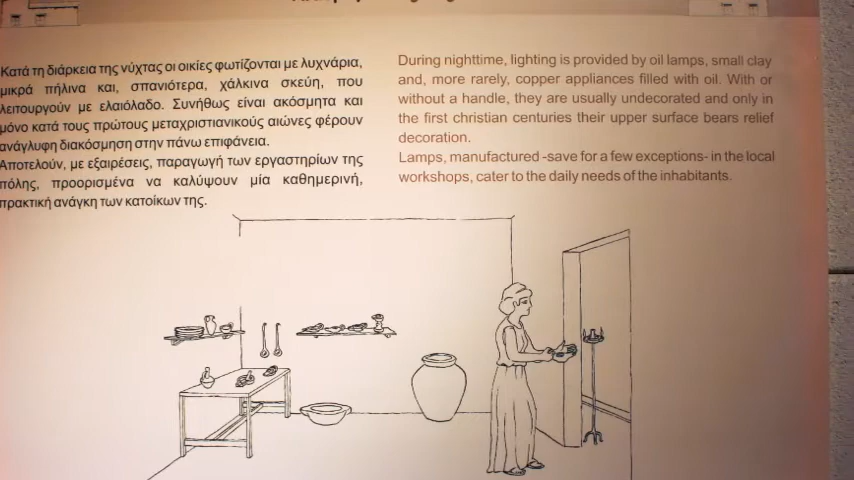 Κατά τη διάρκεια της νύχτας οι οικίες φωτίζονται με λυχνάρια,
μικρά πήλινα και, σπανιότερα, χάλκινα σκεύη, που
λειτουργούν με ελαιόλαδο. Συνήθως είναι ακόσμητα και
μόνο κατά τους πρώτους μεταχριστιανικούς αιώνες φέρουν
ανάγλυφη διακόσμηση στην πάνω επιφάνεια.
Αποτελούν, με εξαιρέσεις, παραγωγή των εργαστηρίων της
πόλης, προορισμένα να καλύψουν μία καθημερινή,
πρακτική ανάγκη των κατοίκων της.
During nighttime, lighting is provided by oil lamps, small clay
and, more rarely, copper appliances filled with oil. With or
without a handle, they are usually undecorated and only in
the first christian centuries their upper surface bears relief
decoration.
Lamps, manufactured -save for a few exceptions- in the local
workshops, cater to the daily needs of the inhabitants.